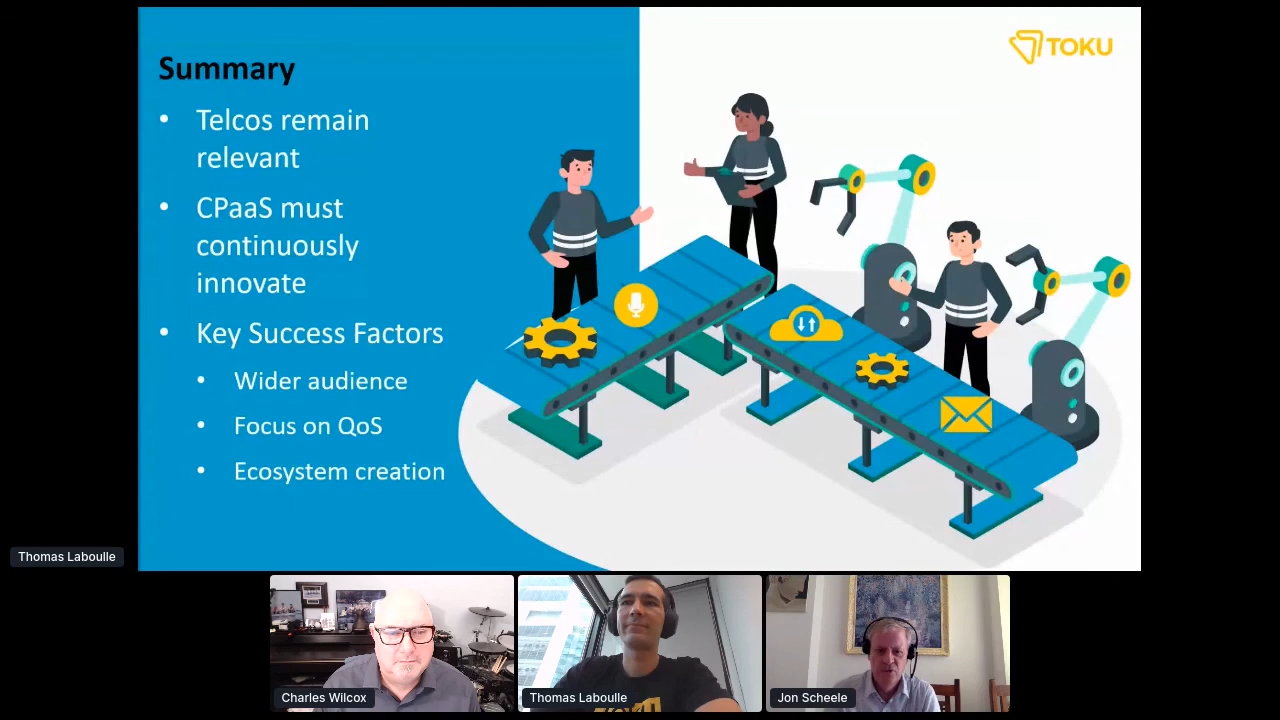 TOKU
Summary
• Telcos remain
relevant
• CPaaS must
continuously
innovate
• Key Success Factors
• Wider audience
• Focus on QoS
• Ecosystem creation
Thomas Laboulle
Charles Wilcox
Thomas Laboulle
Jon Scheele